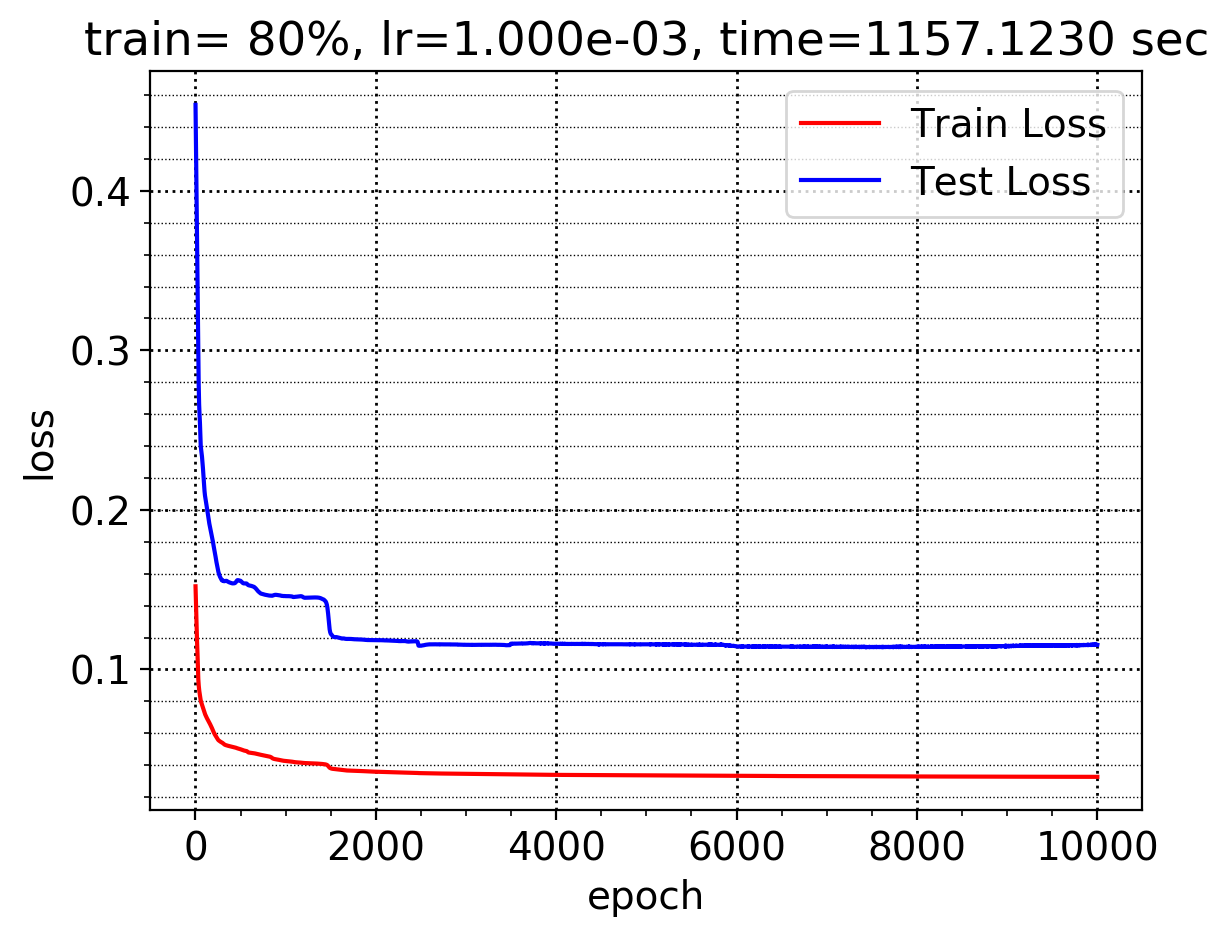 train= 80%, lr=1.000e-03, time=1157.1230 sec
Train Loss
Test Loss
0.4
0.3
0.2
0.1
loss
0 2000 4000 6000 8000 10000
epoch